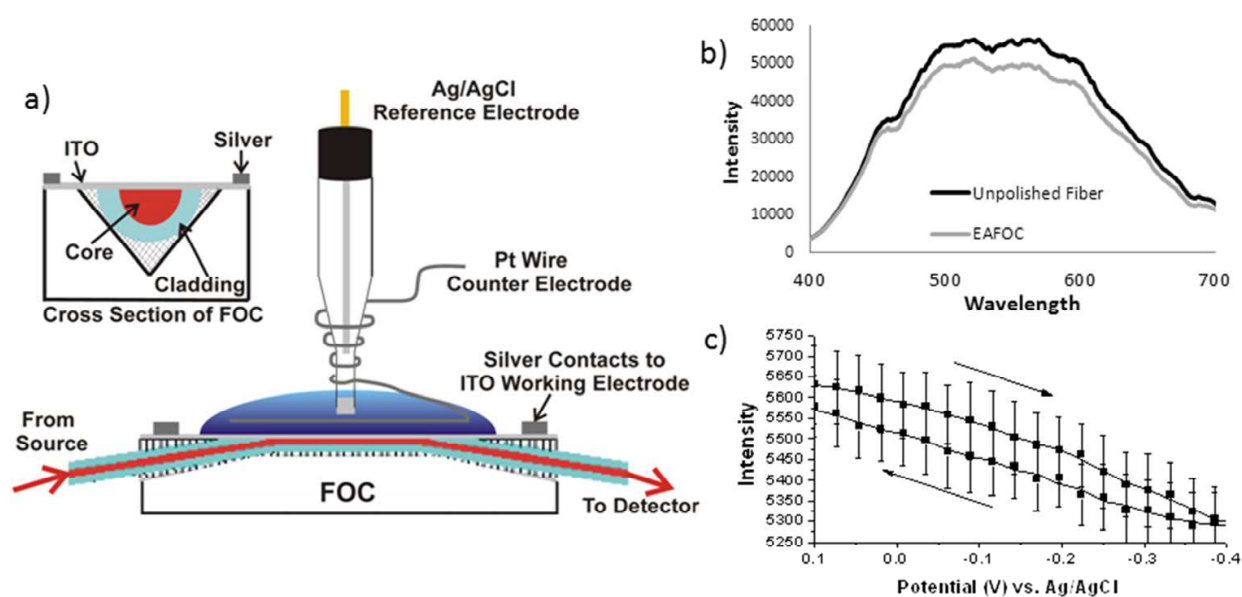 a)
Ag/AgCl
Reference Electrode
ITO
Silver
Core
Cladding
Cross Section of FOC
Pt Wire
Counter Electrode
Silver Contacts to
ITO Working Electrode
From
Source
FOC
To Detector
b)
Intensity
60000
50000
40000
30000
20000
10000
0
Unpolished Fiber
EAFOC
400
500
600
700
Wavelength
c)
Intensity
5750
5700
5650
5600
5550
5500
5450
5400
5350
5300
5250
0.1
0.0
-0.1
-0.2
-0.3
-0.4
Potential (V) vs. Ag/AgCl